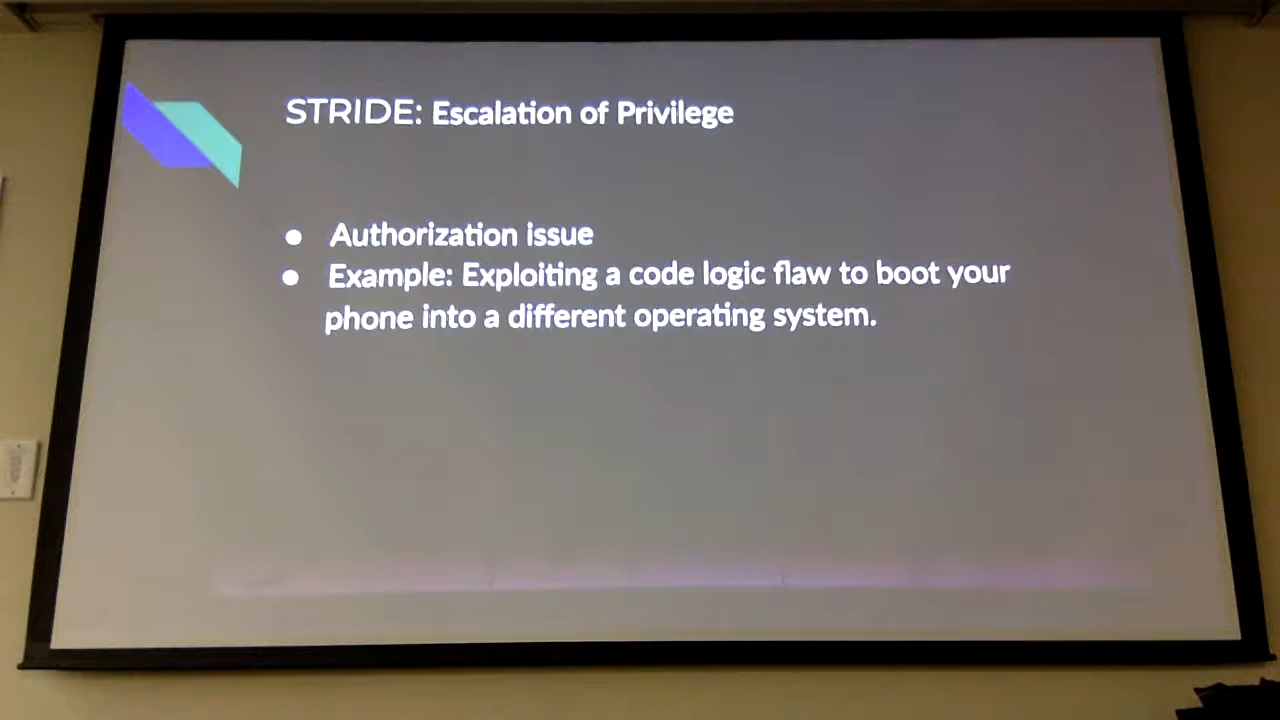 STRIDE: Escalation of Privilege
● Authorization issue
● Example: Exploiting a code logic flaw to boot your
phone into a different operating system.